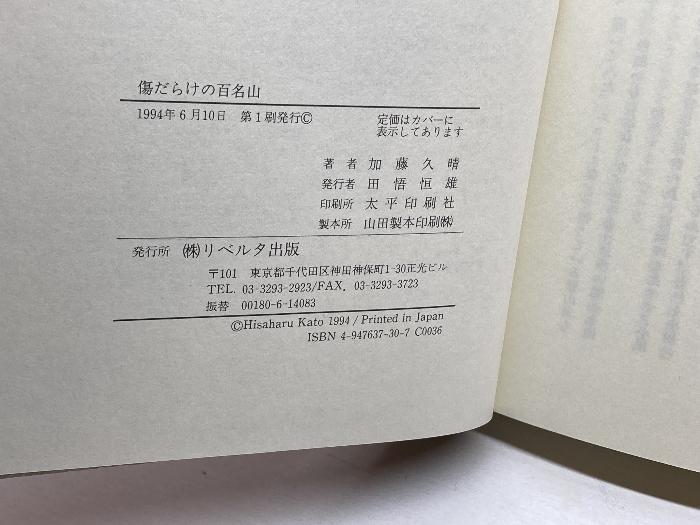 傷だらけの百名山
1994年6月10日 第1刷発行© 定価はカバーに
表示してあります
著者 加藤久晴
発行者 田悟恒雄
印刷所 太平印刷社
製本所 山田製本印刷㈱
発行所 ㈱リベルタ出版
〒101 東京都千代田区神田神保町1-30正光ビル
TEL. 03-3293-2923/FAX. 03-3293-3723
振替 00180-6-14083
©Hisaharu Kato 1994 / Printed in Japan
ISBN 4-947637-30-7 C0036